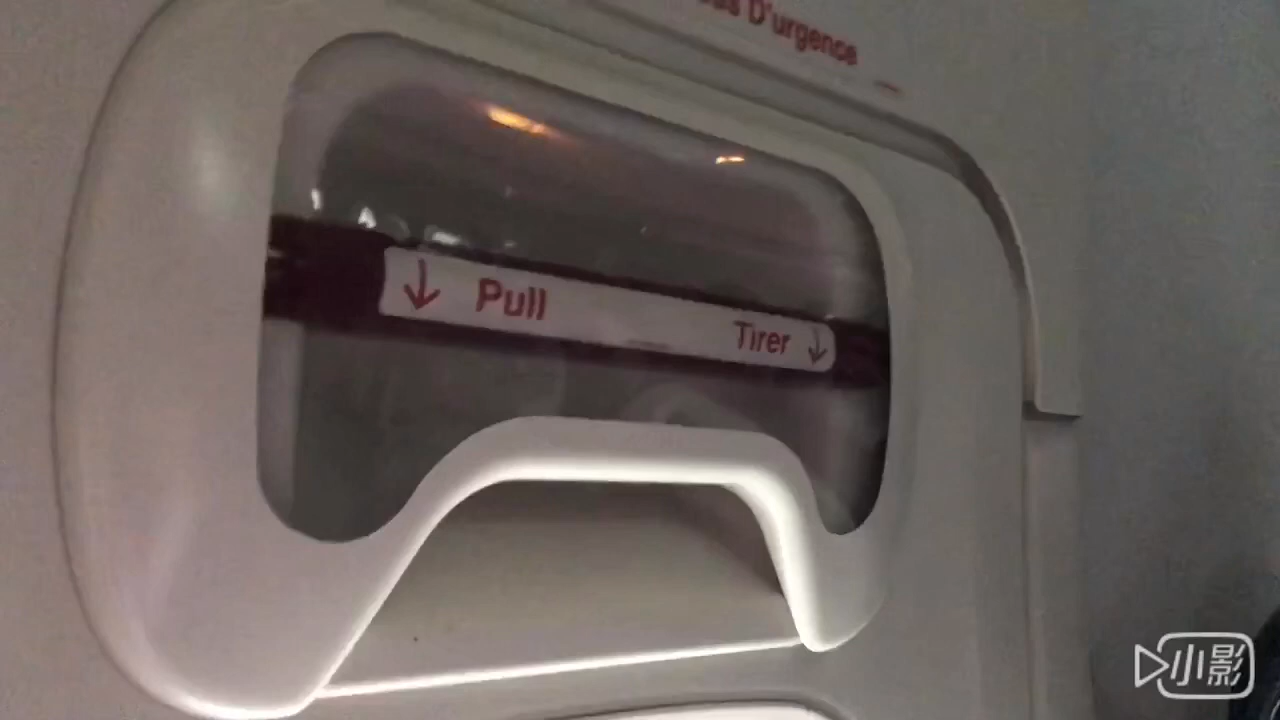 D'urgence
↓ Pull Tirer ↓
小影